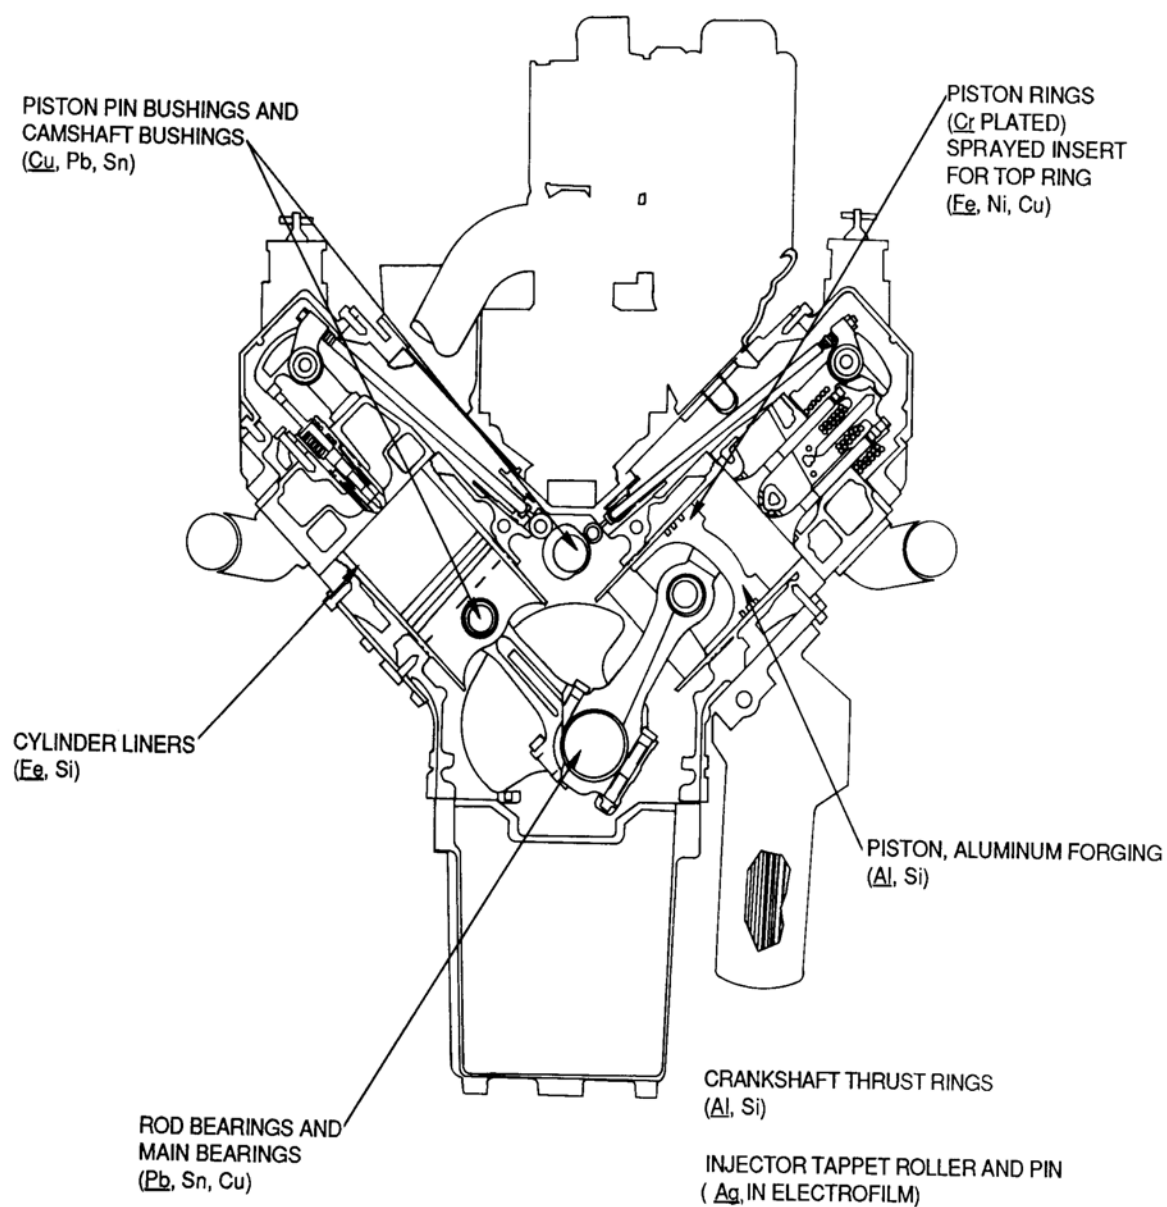 PISTON PIN BUSHINGS AND
CAMSHAFT BUSHINGS
(Cu, Pb, Sn)
PISTON RINGS
(Cr PLATED)
SPRAYED INSERT
FOR TOP RING
(Fe, Ni, Cu)
CYLINDER LINERS
(Fe, Si)
PISTON, ALUMINUM FORGING
(Al, Si)
ROD BEARINGS AND
MAIN BEARINGS
(Pb, Sn, Cu)
CRANKSHAFT THRUST RINGS
(Al, Si)
INJECTOR TAPPET ROLLER AND PIN
( Ag, IN ELECTROFILM)